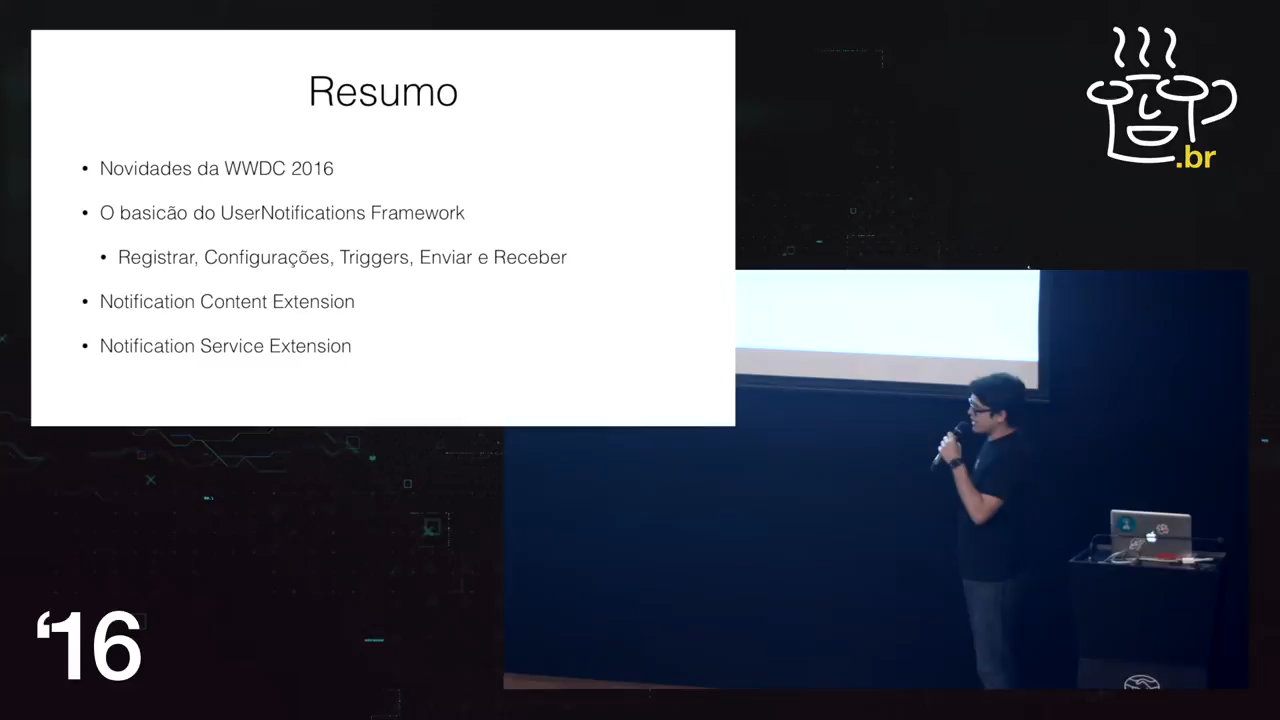 Resumo
• Novidades da WWDC 2016
• O basicão do UserNotifications Framework
• Registrar, Configurações, Triggers, Enviar e Receber
• Notification Content Extension
• Notification Service Extension
.br
‘16